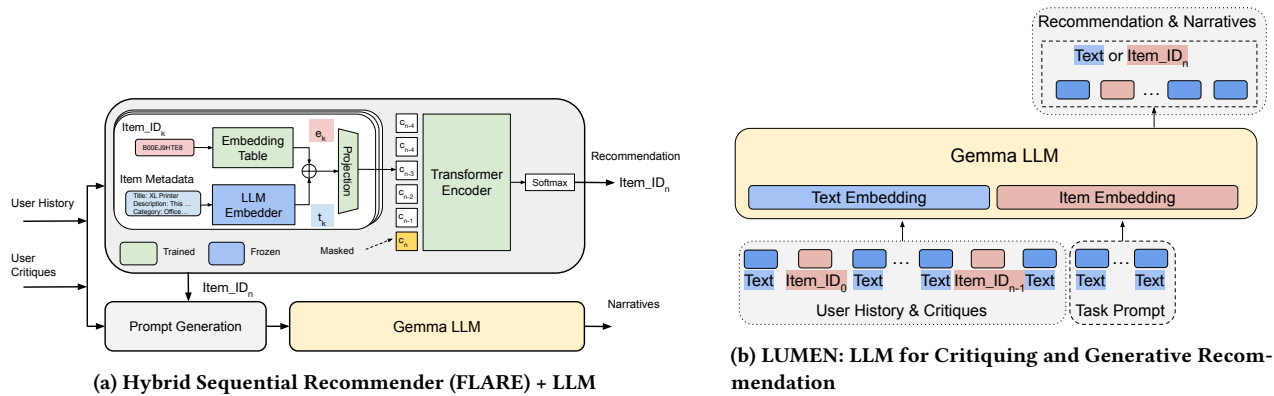 Item_ID_k
B00EJ9HTE8
Embedding
Table
e_k
Item Metadata
Title: XL Printer
Description: This ...
Category: Office...
LLM
Embedder
t_k
Projection
Trained
Frozen
c_n-4
c_n-4
c_n-3
c_n-2
c_n-1
c_n
Masked
Transformer
Encoder
Softmax
Recommendation
Item_ID_n
User History
User
Critiques
Item_ID_n
Prompt Generation
Gemma LLM
Narratives
(a) Hybrid Sequential Recommender (FLARE) + LLM
Recommendation & Narratives
Text or Item_ID_n
...
Gemma LLM
Text Embedding
Item Embedding
... ...
Text Item_ID_0 Text Text Item_ID_n-1 Text Text Text
User History & Critiques
Task Prompt
(b) LUMEN: LLM for Critiquing and Generative Recom-
mendation